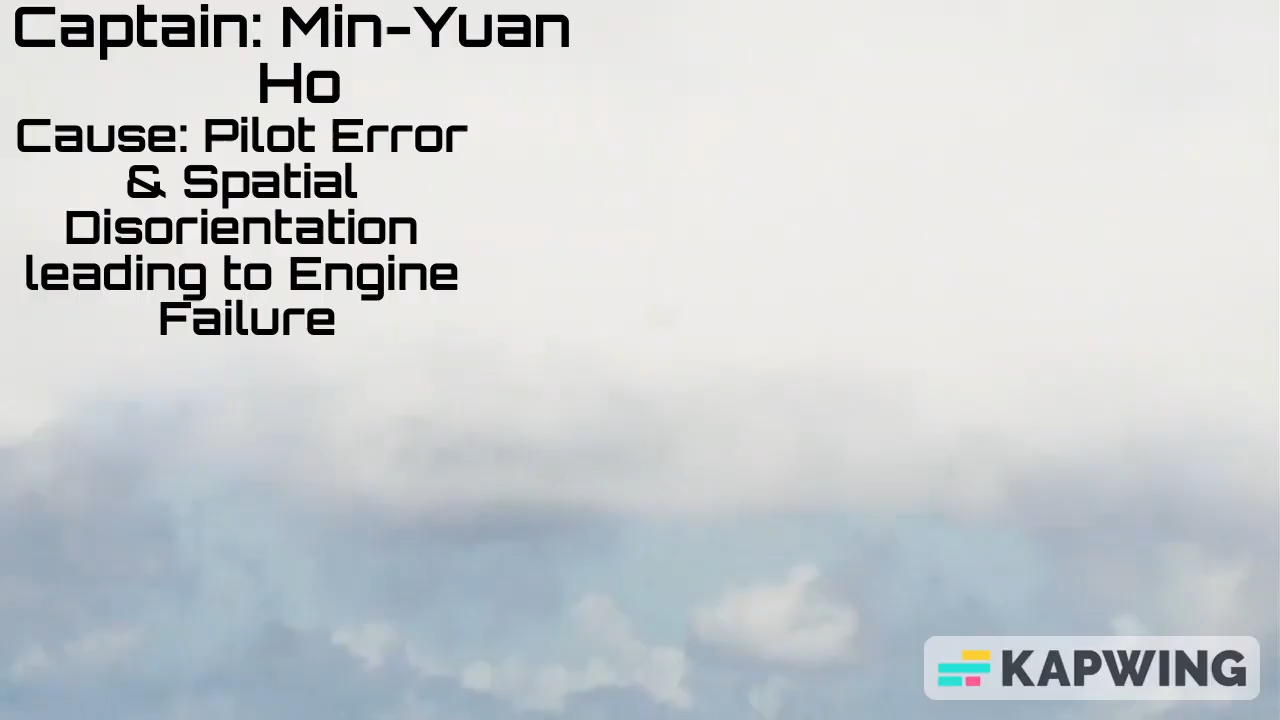 Captain: Min-Yuan
Ho
Cause: Pilot Error
& Spatial
Disorientation
leading to Engine
Failure
KAPWING